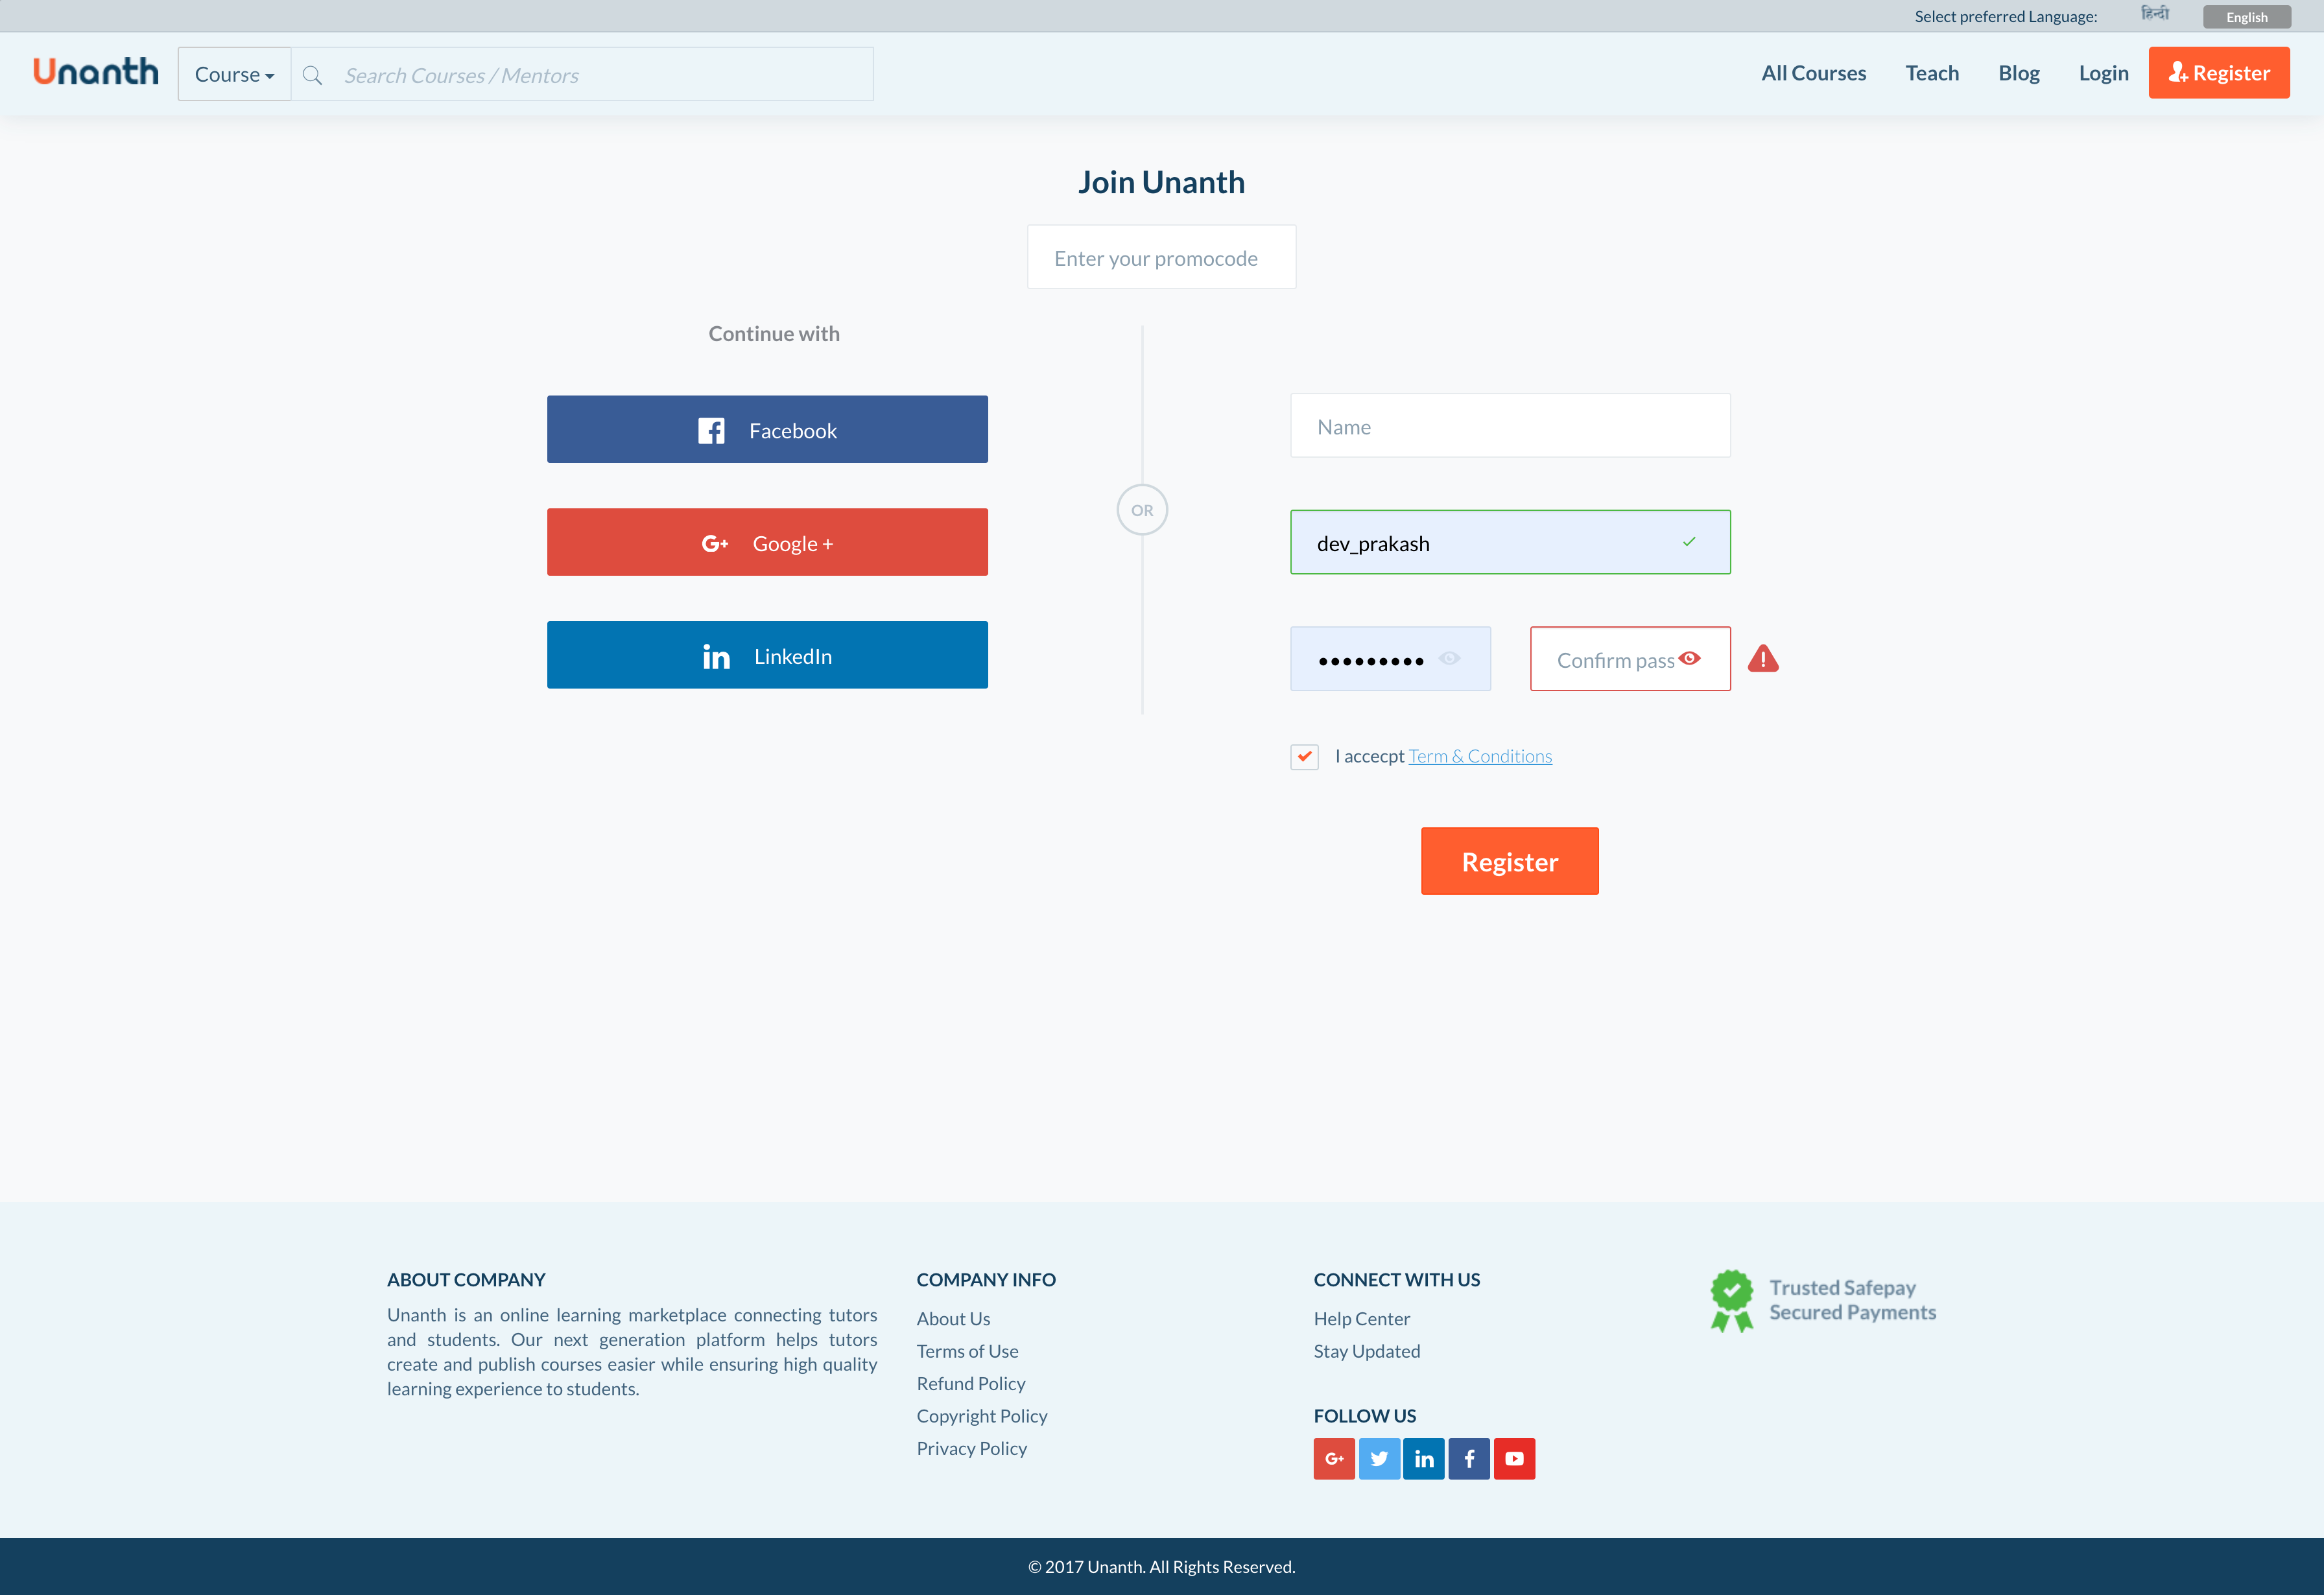 Select preferred Language:
हिन्दी
English
Unanth
Course
Search Courses / Mentors
All Courses
Teach
Blog
Login
Register
Join Unanth
Enter your promocode
Continue with
Facebook
G+ Google +
in LinkedIn
OR
Name
dev_prakash
Confirm pass
I accecpt Term & Conditions
Register
ABOUT COMPANY
Unanth is an online learning marketplace connecting tutors
and students. Our next generation platform helps tutors
create and publish courses easier while ensuring high quality
learning experience to students.
COMPANY INFO
About Us
Terms of Use
Refund Policy
Copyright Policy
Privacy Policy
CONNECT WITH US
Help Center
Stay Updated
FOLLOW US
Trusted Safepay
Secured Payments
© 2017 Unanth. All Rights Reserved.